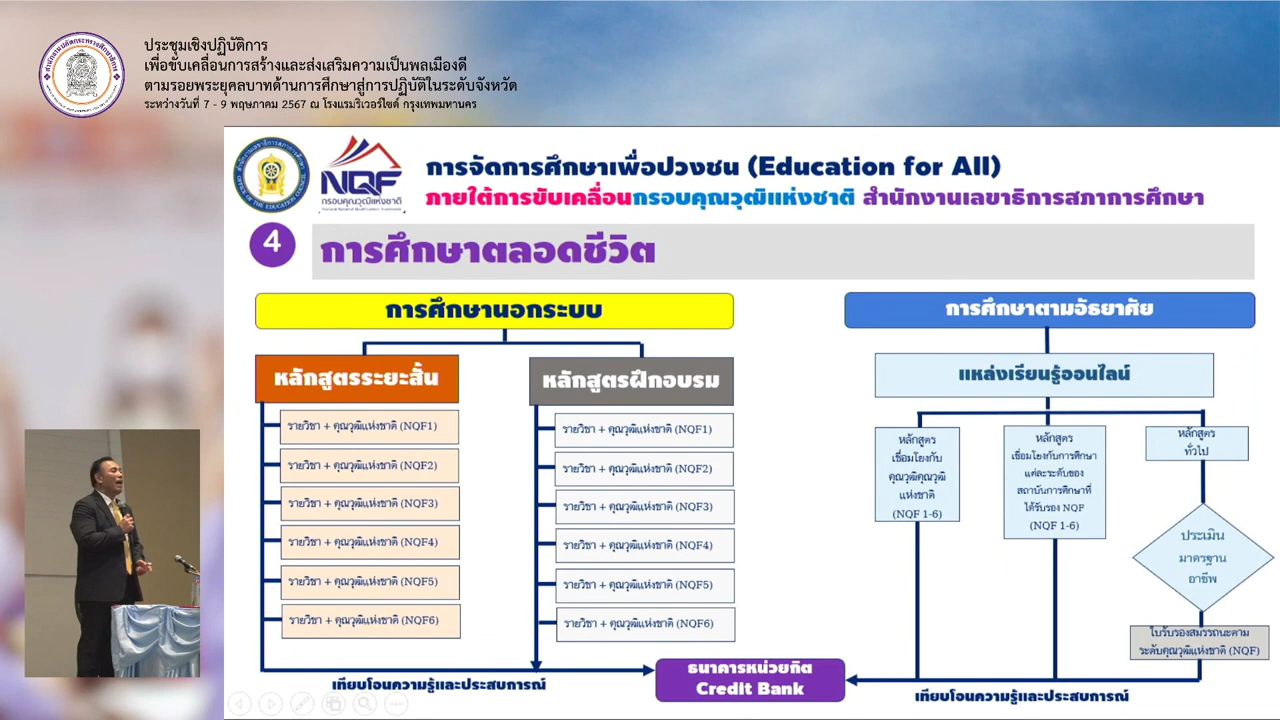 ประชุมเชิงปฏิบัติการ
เพื่อขับเคลื่อนการสร้างและส่งเสริมความเป็นพลเมืองดี
ตามรอยพระยุคลบาทด้านการศึกษาสู่การปฏิบัติในระดับจังหวัด
ระหว่างวันที่ 7 - 9 พฤษภาคม 2567 ณ โรงแรมริเวอร์ไซด์ กรุงเทพมหานคร
NQF
กรอบคุณวุฒิแห่งชาติ
การจัดการศึกษาเพื่อปวงชน (Education for All)
ภายใต้การขับเคลื่อนกรอบคุณวุฒิแห่งชาติ สำนักงานเลขาธิการสภาการศึกษา
4
การศึกษาตลอดชีวิต
การศึกษานอกระบบ
หลักสูตรระยะสั้น
รายวิชา + คุณวุฒิแห่งชาติ (NQF1)
รายวิชา + คุณวุฒิแห่งชาติ (NQF2)
รายวิชา + คุณวุฒิแห่งชาติ (NQF3)
รายวิชา + คุณวุฒิแห่งชาติ (NQF4)
รายวิชา + คุณวุฒิแห่งชาติ (NQF5)
รายวิชา + คุณวุฒิแห่งชาติ (NQF6)
หลักสูตรฝึกอบรม
รายวิชา + คุณวุฒิแห่งชาติ (NQF1)
รายวิชา + คุณวุฒิแห่งชาติ (NQF2)
รายวิชา + คุณวุฒิแห่งชาติ (NQF3)
รายวิชา + คุณวุฒิแห่งชาติ (NQF4)
รายวิชา + คุณวุฒิแห่งชาติ (NQF5)
รายวิชา + คุณวุฒิแห่งชาติ (NQF6)
การศึกษาตามอัธยาศัย
แหล่งเรียนรู้ออนไลน์
หลักสูตร
เชื่อมโยงกับ
คุณวุฒิคุณวุฒิ
แห่งชาติ
(NQF 1-6)
หลักสูตร
เชื่อมโยงกับการศึกษา
แต่ละระดับของ
สถาบันการศึกษาที่
ได้รับรอง NQF
(NQF 1-6)
หลักสูตร
ทั่วไป
ประเมิน
มาตรฐาน
อาชีพ
ใบรับรองสมรรถนะตาม
ระดับคุณวุฒิแห่งชาติ (NQF)
เทียบโอนความรู้และประสบการณ์
ธนาคารหน่วยกิต
Credit Bank
เทียบโอนความรู้และประสบการณ์